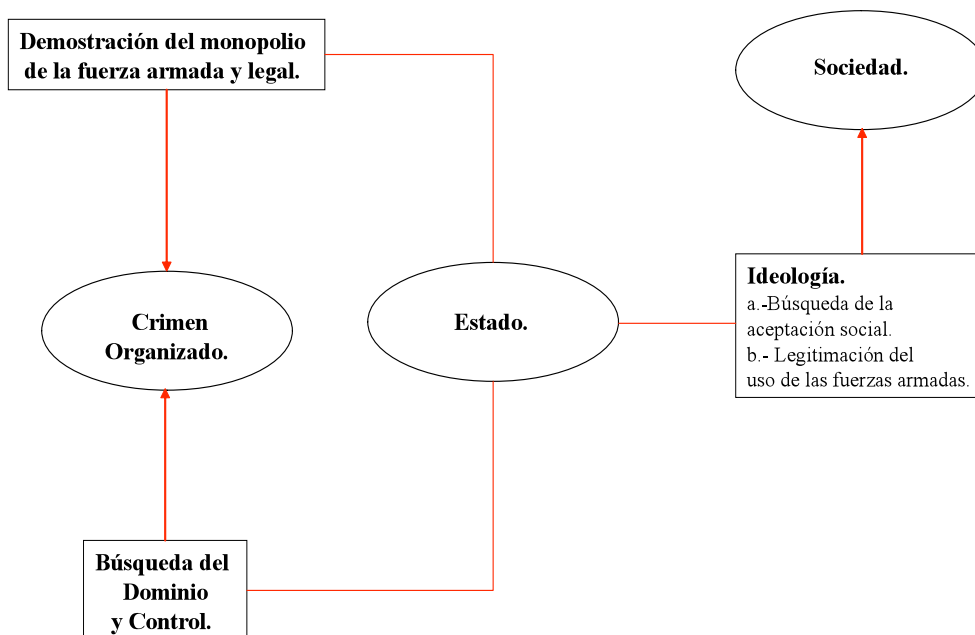 Demostración del monopolio
de la fuerza armada y legal.
Sociedad.
Ideología.
a.-Búsqueda de la
aceptación social.
b.- Legitimación del
uso de las fuerzas armadas.
Crimen
Organizado.
Estado.
Búsqueda del
Dominio
y Control.